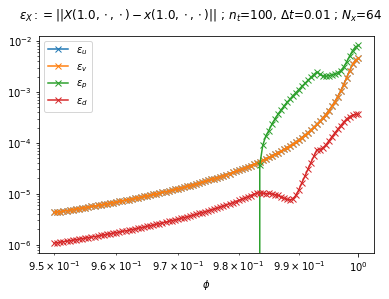 ε_X := ||X(1.0, ·, ·) − x(1.0, ·, ·)|| ; n_t=100, Δt=0.01 ; N_x=64
10⁻²
10⁻³
10⁻⁴
10⁻⁵
10⁻⁶
ε_u
ε_v
ε_p
ε_d
9.5 × 10⁻¹ 9.6 × 10⁻¹ 9.7 × 10⁻¹ 9.8 × 10⁻¹ 9.9 × 10⁻¹ 10⁰
ϕ